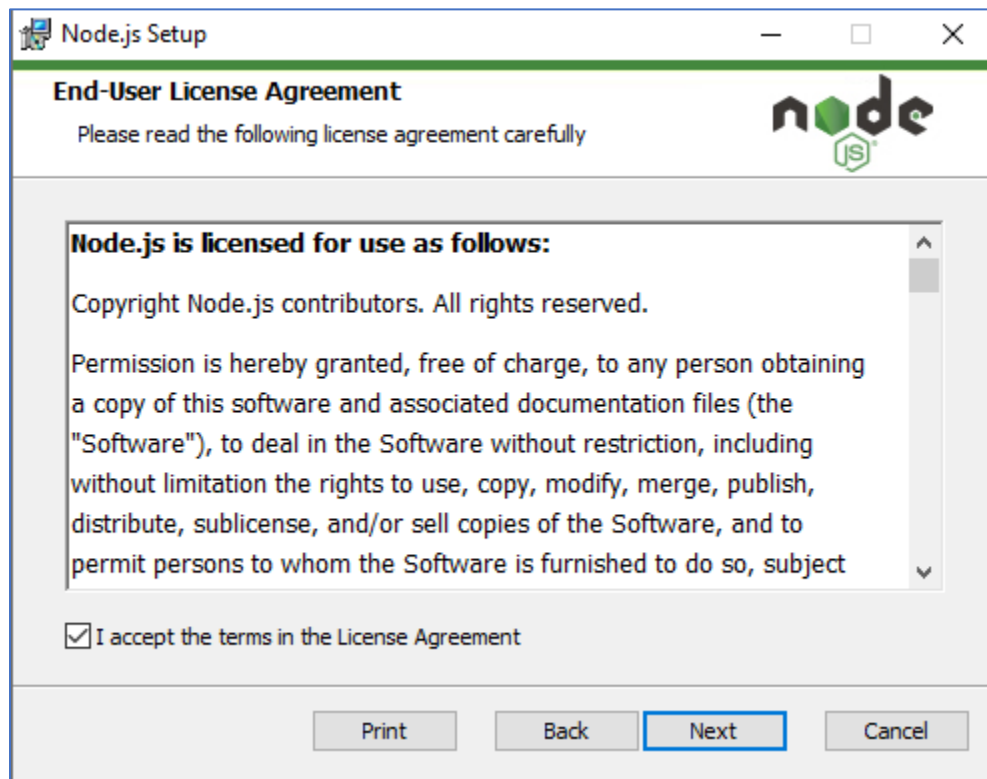 Node.js Setup
End-User License Agreement
Please read the following license agreement carefully
node
JS
Node.js is licensed for use as follows:
Copyright Node.js contributors. All rights reserved.
Permission is hereby granted, free of charge, to any person obtaining
a copy of this software and associated documentation files (the
"Software"), to deal in the Software without restriction, including
without limitation the rights to use, copy, modify, merge, publish,
distribute, sublicense, and/or sell copies of the Software, and to
permit persons to whom the Software is furnished to do so, subject
I accept the terms in the License Agreement
Print Back Next Cancel